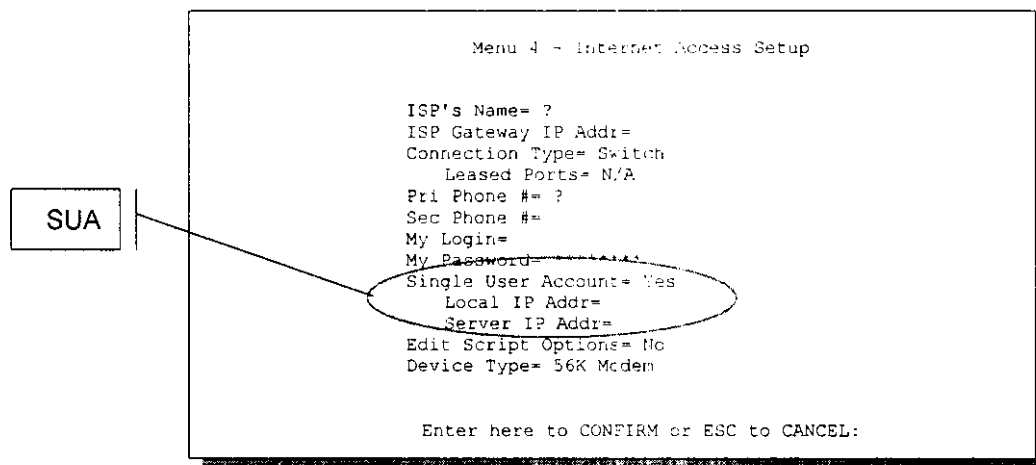 Menu 4 - Internet Access Setup
ISP's Name= ?
ISP Gateway IP Addr=
Connection Type= Switch
Leased Ports= N/A
Pri Phone #= ?
Sec Phone #=
My Login=
My Password= ********
Single User Account= Yes
Local IP Addr=
Server IP Addr=
Edit Script Options= No
Device Type= 56K Modem
Enter here to CONFIRM or ESC to CANCEL:
SUA